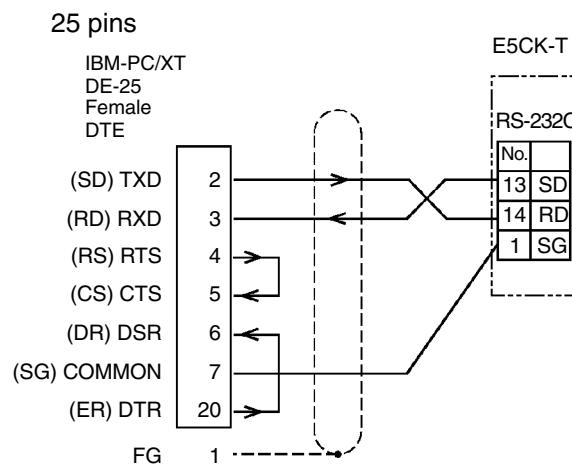 25 pins
IBM-PC/XT
DE-25
Female
DTE
E5CK-T
RS-232C
No.
13 SD
14 RD
1 SG
(SD) TXD 2
(RD) RXD 3
(RS) RTS 4
(CS) CTS 5
(DR) DSR 6
(SG) COMMON 7
(ER) DTR 20
FG 1